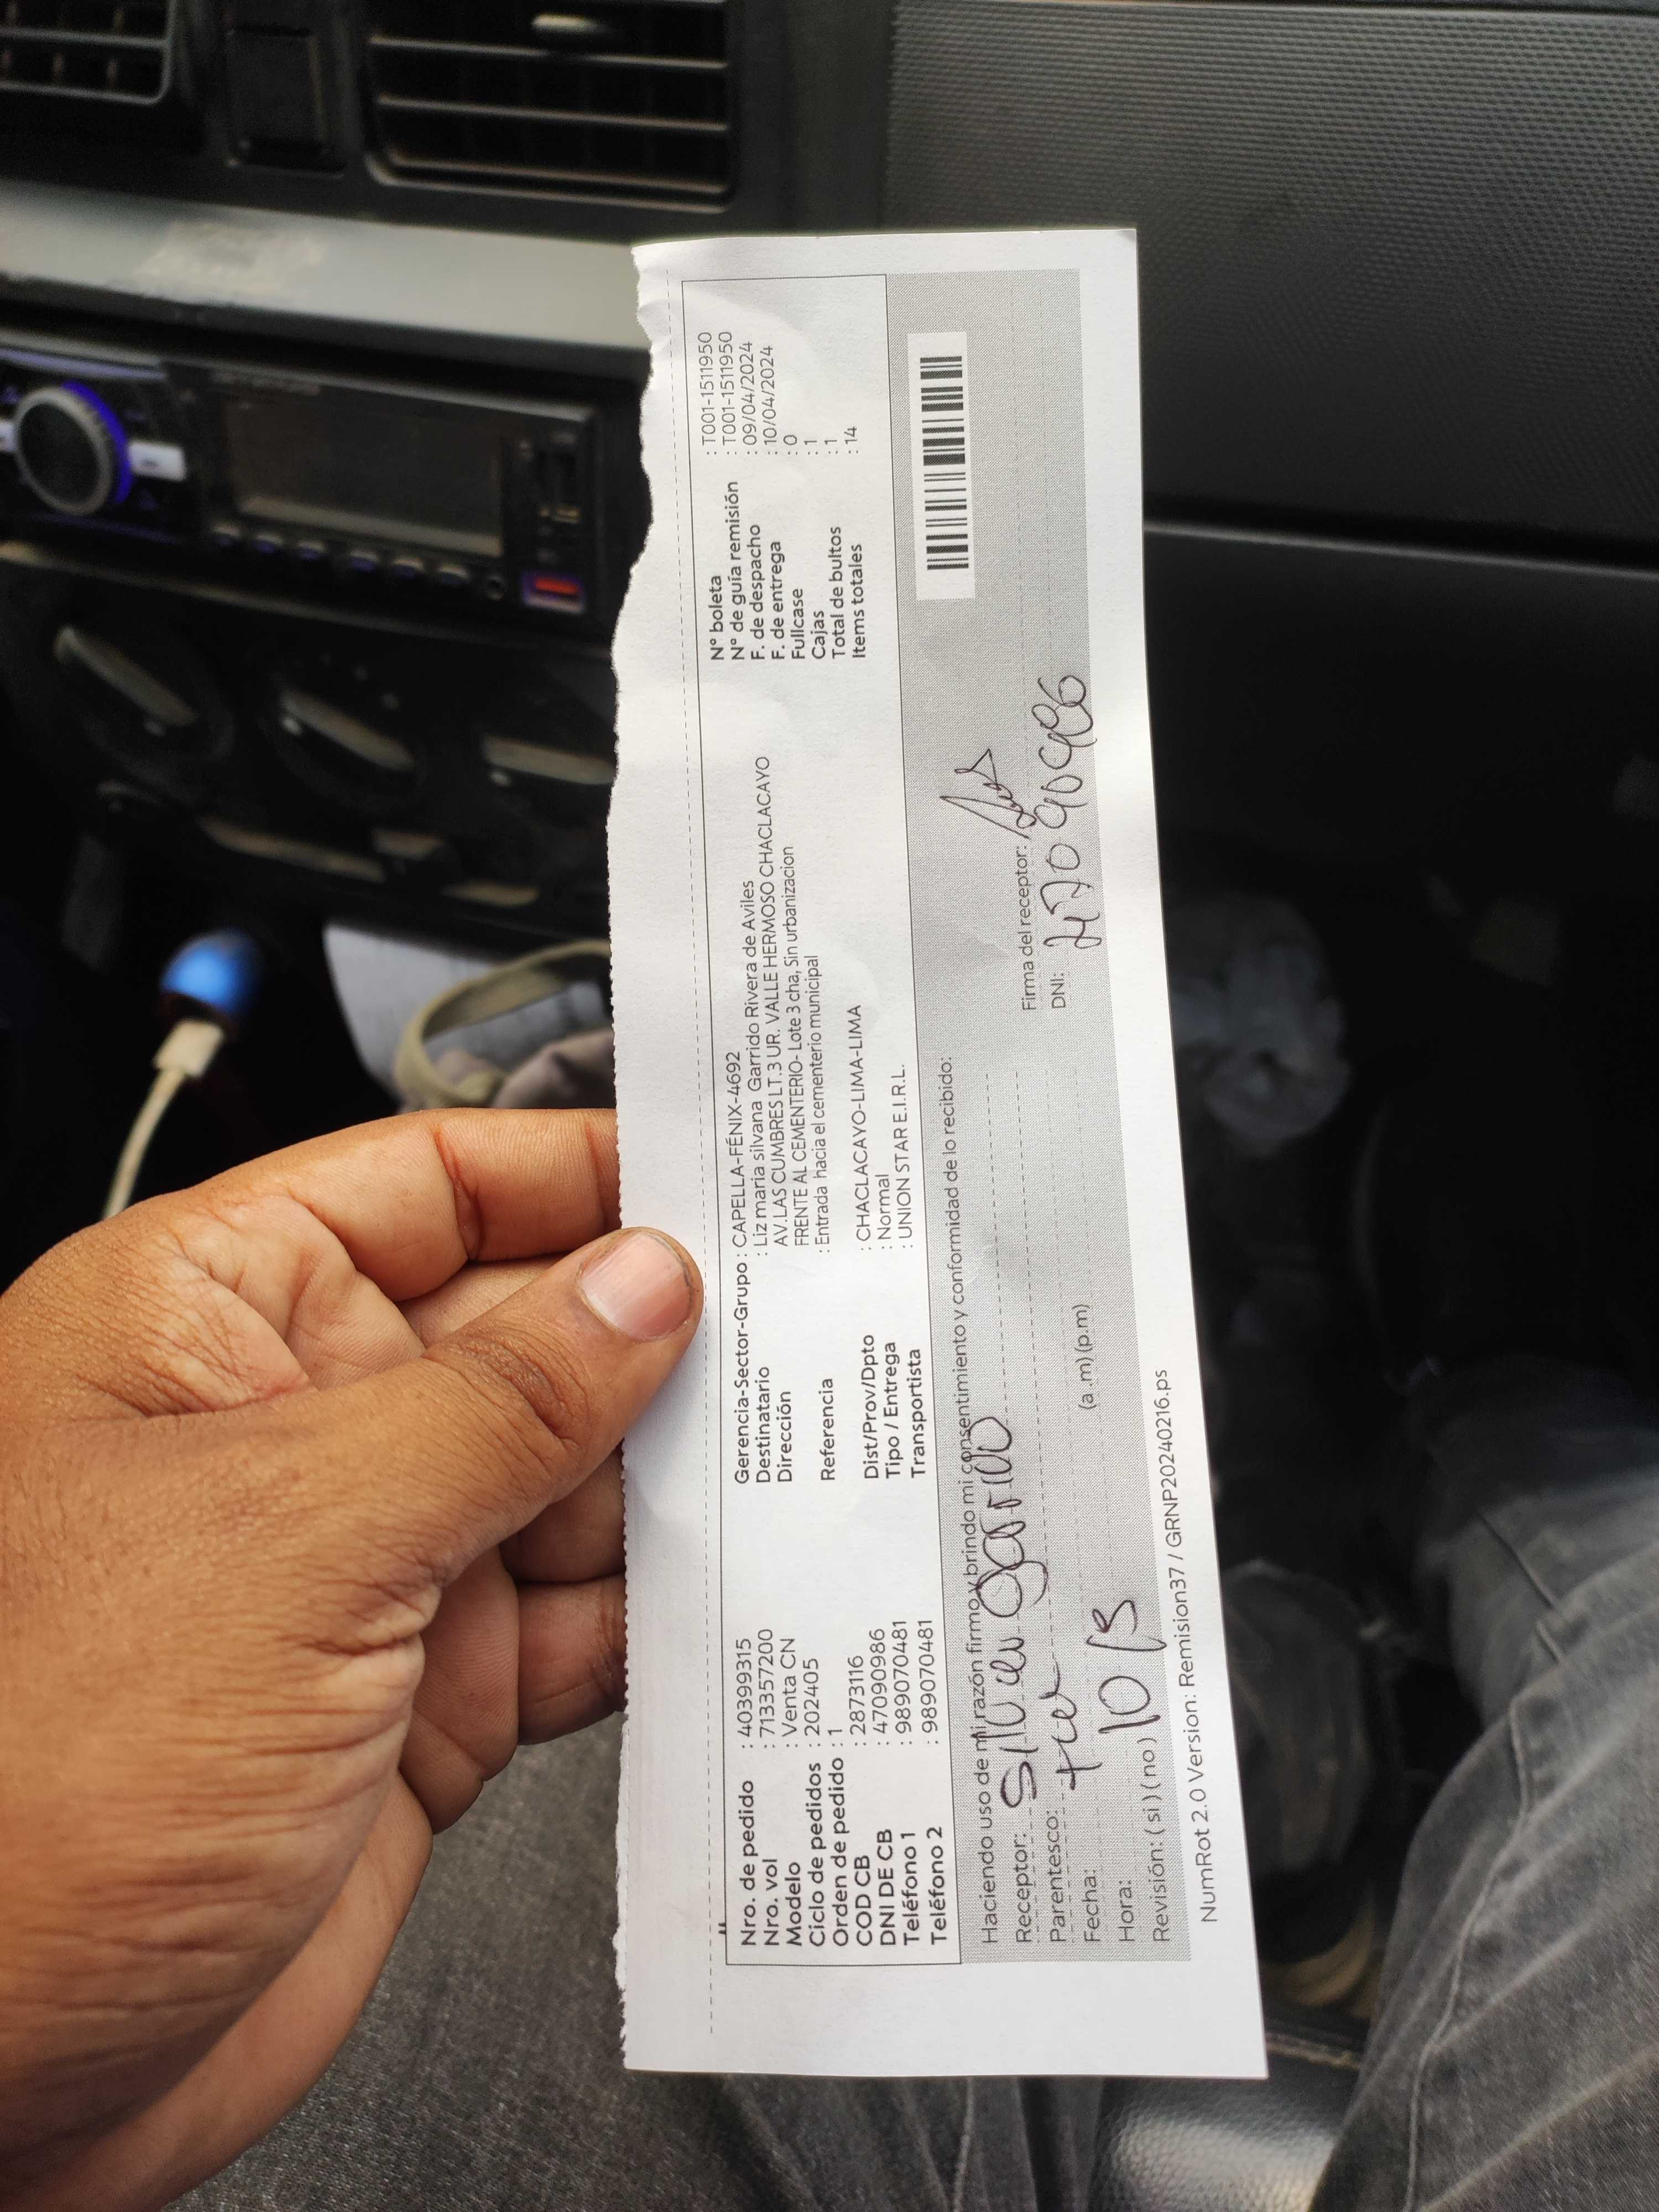 Nro. de pedido : 40399315
Nro. vol : 713357200
Modelo : Venta CN
Ciclo de pedidos : 202405
Orden de pedido : 1
COD CB : 2873116
DNI DE CB : 47090986
Teléfono 1 : 989070481
Teléfono 2 : 989070481
Gerencia-Sector-Grupo : CAPELLA-FÉNIX-4692
Destinatario : Liz maria silvana Garrido Rivera de Aviles
Dirección AV.LAS CUMBRES LT.3 UR. VALLE HERMOSO CHACLACAYO
FRENTE AL CEMENTERIO- Lote 3 cha, Sin urbanizacion
Referencia : Entrada hacia el cementerio municipal
Dist/Prov/Dpto : CHACLACAYO-LIMA-LIMA
Tipo / Entrega : Normal
Transportista : UNION STAR E.I.R.L.
N° boleta : T001-1511950
N° de guía remisión : T001-1511950
F. de despacho : 09/04/2024
F. de entrega : 10/04/2024
Fullcase : 0
Cajas : 1
Total de bultos : 1
Items totales : 14
Haciendo uso de mi razón firmo y brindo mi consentimiento y conformidad de lo recibido:
Receptor: Garrido
Parentesco:
Fecha:
Hora: (a .m) (p.m)
Revisión: ( si ) ( no )
Firma del receptor:
DNI:
NumRot 2.0 Version: Remision37 / GRNP20240216.ps